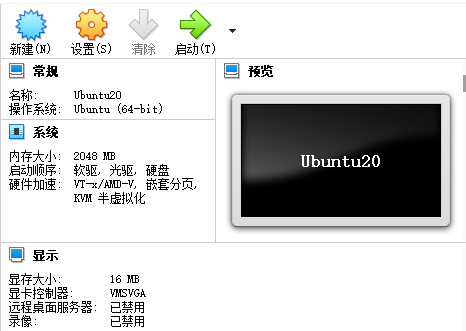 新建(N) 设置(S) 清除 启动(T)
常规
名称: Ubuntu20
操作系统: Ubuntu (64-bit)
系统
内存大小: 2048 MB
启动顺序: 软驱, 光驱, 硬盘
硬件加速: VT-x/AMD-V, 嵌套分页,
KVM 半虚拟化
预览
Ubuntu20
显示
显存大小: 16 MB
显卡控制器: VMSVGA
远程桌面服务器: 已禁用
录像: 已禁用